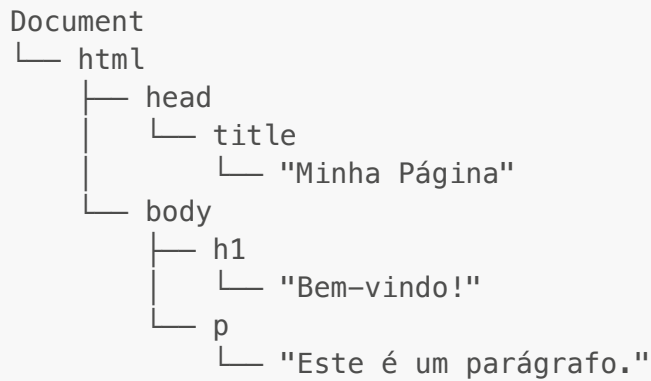 Document
└── html
    ├── head
    │   └── title
    │       └── "Minha Página"
    └── body
        ├── h1
        │   └── "Bem-vindo!"
        └── p
            └── "Este é um parágrafo."